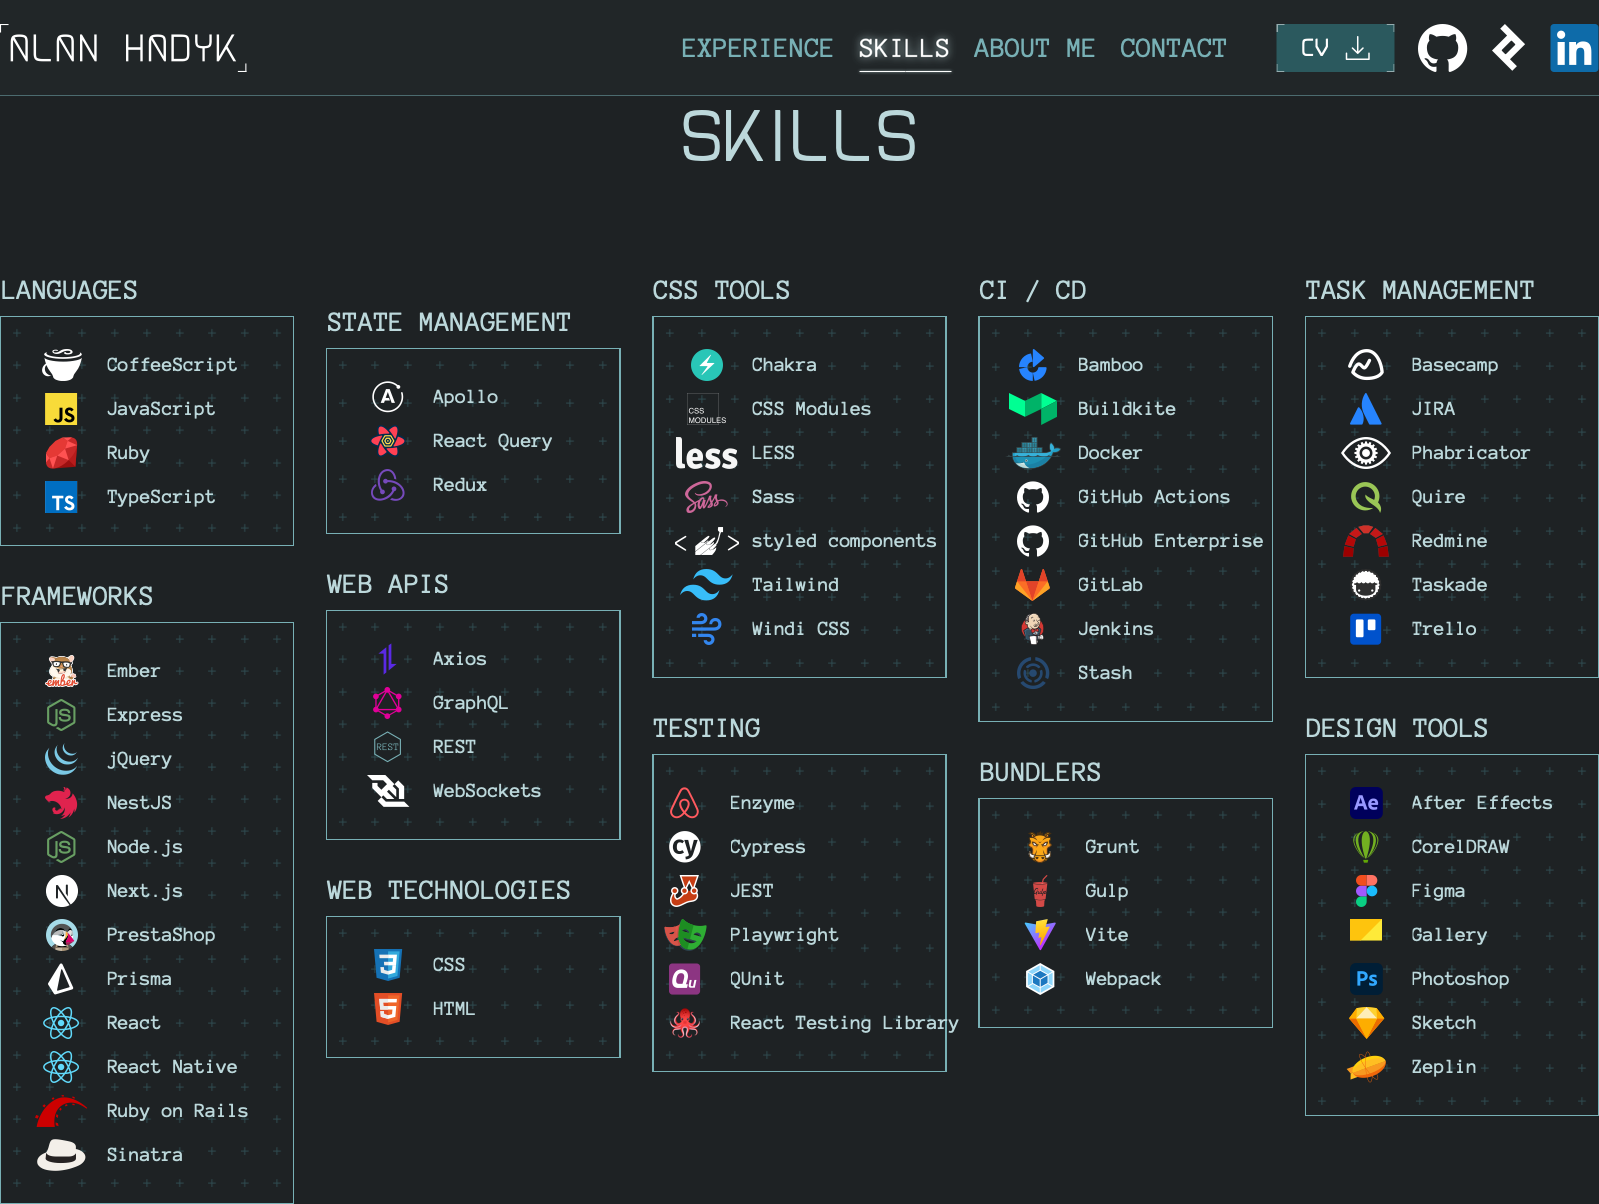 ALAN HADYK
EXPERIENCE SKILLS ABOUT ME CONTACT CV
SKILLS
LANGUAGES
CoffeeScript
JS JavaScript
Ruby
TS TypeScript
FRAMEWORKS
ember Ember
JS Express
jQuery
NestJS
JS Node.js
N Next.js
PrestaShop
Prisma
React
React Native
Ruby on Rails
Sinatra
STATE MANAGEMENT
A Apollo
React Query
Redux
WEB APIS
Axios
GraphQL
REST REST
WebSockets
WEB TECHNOLOGIES
3 CSS
5 HTML
CSS TOOLS
Chakra
CSS MODULES CSS Modules
less LESS
Sass Sass
< > styled components
Tailwind
Windi CSS
TESTING
Enzyme
cy Cypress
JEST
Playwright
Qu QUnit
React Testing Library
CI / CD
Bamboo
Buildkite
Docker
GitHub Actions
GitHub Enterprise
GitLab
Jenkins
Stash
BUNDLERS
Grunt
Gulp Gulp
Vite
Webpack
TASK MANAGEMENT
Basecamp
JIRA
Phabricator
Quire
Redmine
Taskade
Trello
DESIGN TOOLS
Ae After Effects
CorelDRAW
Figma
Gallery
Ps Photoshop
Sketch
Zeplin
in